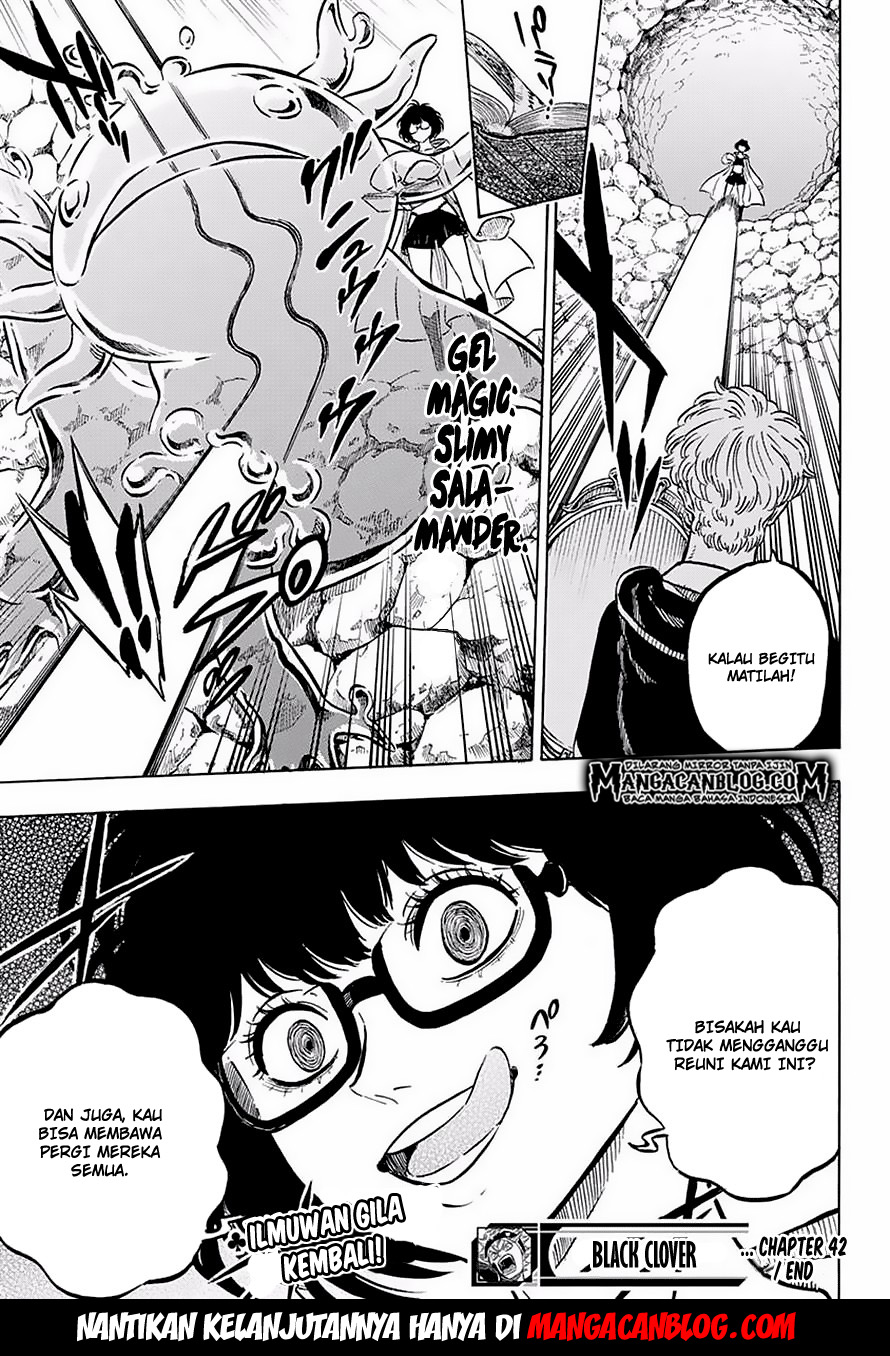 KALAU BEGITU
MATILAH!
GEL
MAGIC:
SLIMY
SALA-
MANDER.
DILARANG MIRROR TANPA IJIN
MANGACANBLOG.COM
BACA MANGA BAHASA INDONESIA
BISAKAH KAU
TIDAK MENGGANGGU
REUNI KAMI INI?
DAN JUGA, KAU
BISA MEMBAWA
PERGI MEREKA
SEMUA.
ILMUWAN GILA
KEMBALI!
BLACK CLOVER
... CHAPTER 42
/ END
NANTIKAN KELANJUTANNYA HANYA DI MANGACANBLOG.COM